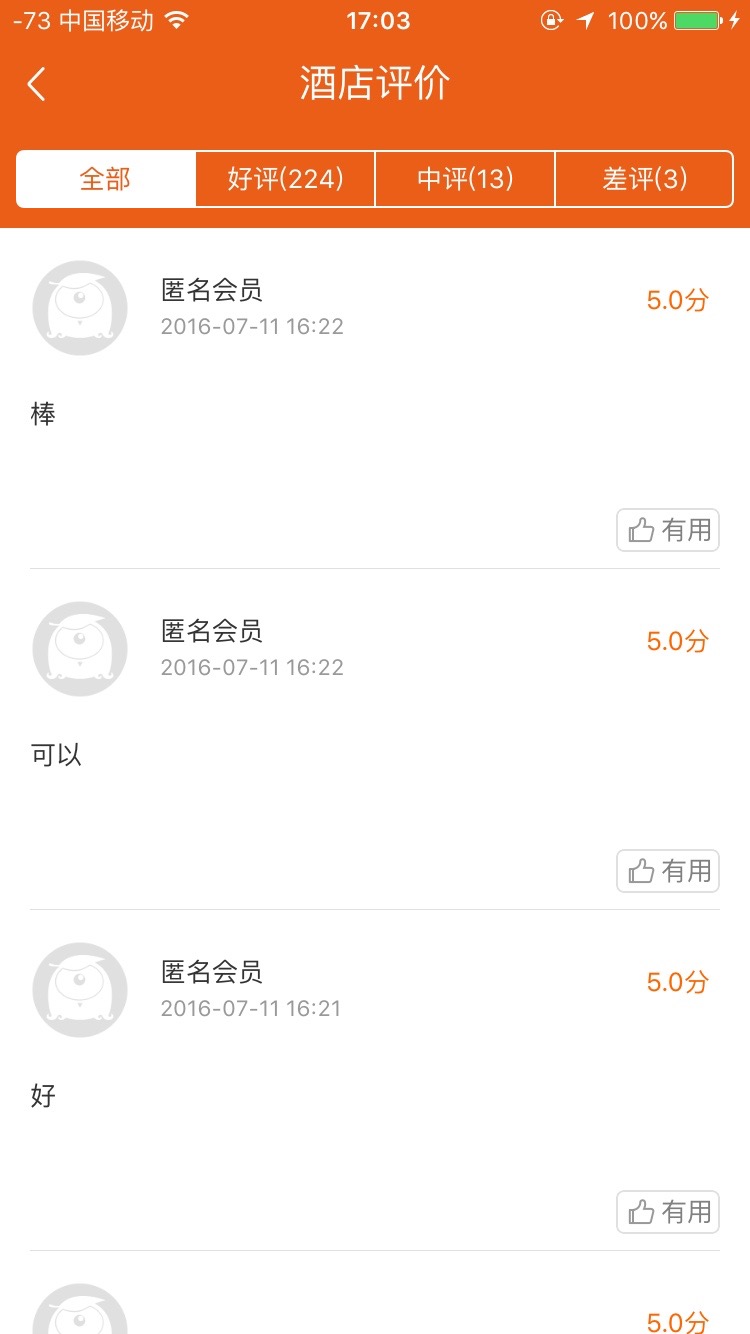 -73 中国移动 17:03 100%
酒店评价
全部 好评(224) 中评(13) 差评(3)
匿名会员
5.0分
2016-07-11 16:22
棒
有用
匿名会员
5.0分
2016-07-11 16:22
可以
有用
匿名会员
5.0分
2016-07-11 16:21
好
有用
5.0分